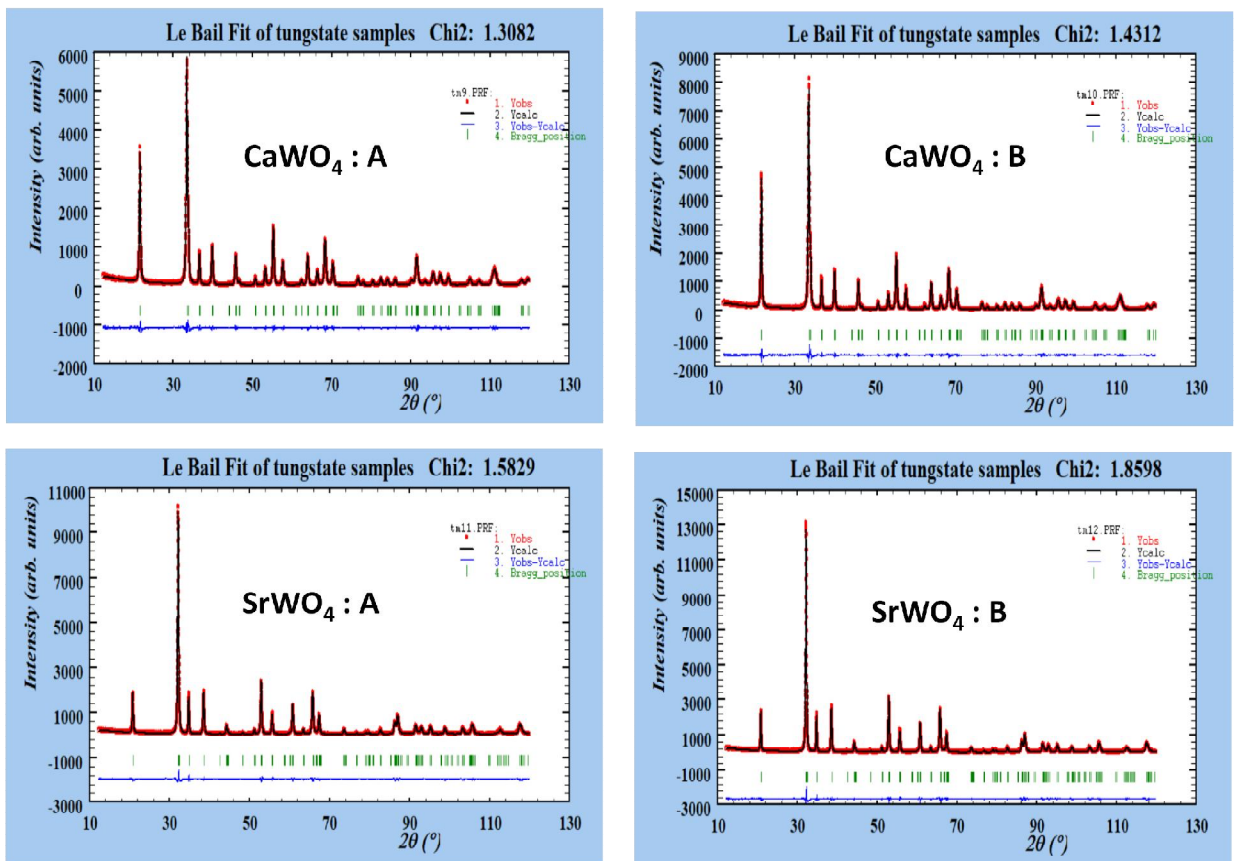 Le Bail Fit of tungstate samples Chi2: 1.3082
Intensity (arb. units)
6000
5000
4000
3000
2000
1000
0
-1000
-2000
tm9.PRF:
1. Yobs
2. Ycalc
3. Yobs-Ycalc
4. Bragg_position
CaWO4 : A
10 30 50 70 90 110 130
2θ (°)
Le Bail Fit of tungstate samples Chi2: 1.4312
Intensity (arb. units)
9000
8000
7000
6000
5000
4000
3000
2000
1000
0
-1000
-2000
tm10.PRF:
1. Yobs
2. Ycalc
3. Yobs-Ycalc
4. Bragg_position
CaWO4 : B
10 30 50 70 90 110 130
2θ (°)
Le Bail Fit of tungstate samples Chi2: 1.5829
Intensity (arb. units)
11000
9000
7000
5000
3000
1000
-1000
-3000
tm11.PRF:
1. Yobs
2. Ycalc
3. Yobs-Ycalc
4. Bragg_position
SrWO4 : A
10 30 50 70 90 110 130
2θ (°)
Le Bail Fit of tungstate samples Chi2: 1.8598
Intensity (arb. units)
15000
13000
11000
9000
7000
5000
3000
1000
-1000
-3000
tm12.PRF:
1. Yobs
2. Ycalc
3. Yobs-Ycalc
4. Bragg_position
SrWO4 : B
10 30 50 70 90 110 130
2θ (°)